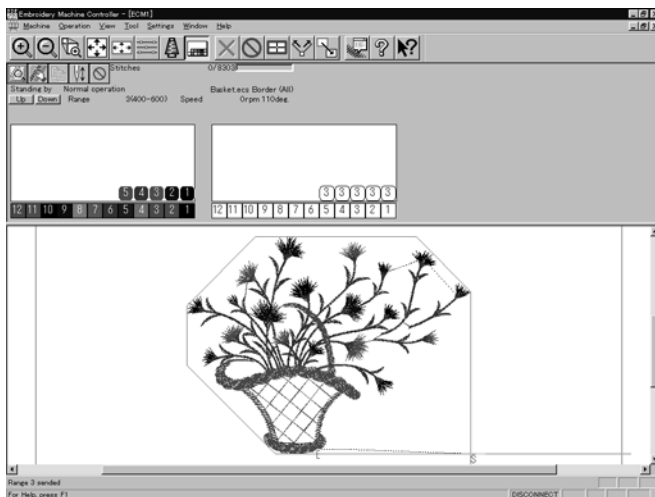 Embroidery Machine Controller - [ECM1]
Machine Operation View Tool Settings Window Help
Stitches 0/8303
Standing by Normal operation Basket.ecs Border (All)
Up Down Range 3(400-600) Speed 0rpm 110deg.
5 4 3 2 1 3 3 3 3 3
12 11 10 9 8 7 6 5 4 3 2 1 12 11 10 9 8 7 6 5 4 3 2 1
S
Range 3 sended
For Help, press F1 DISCONNECT